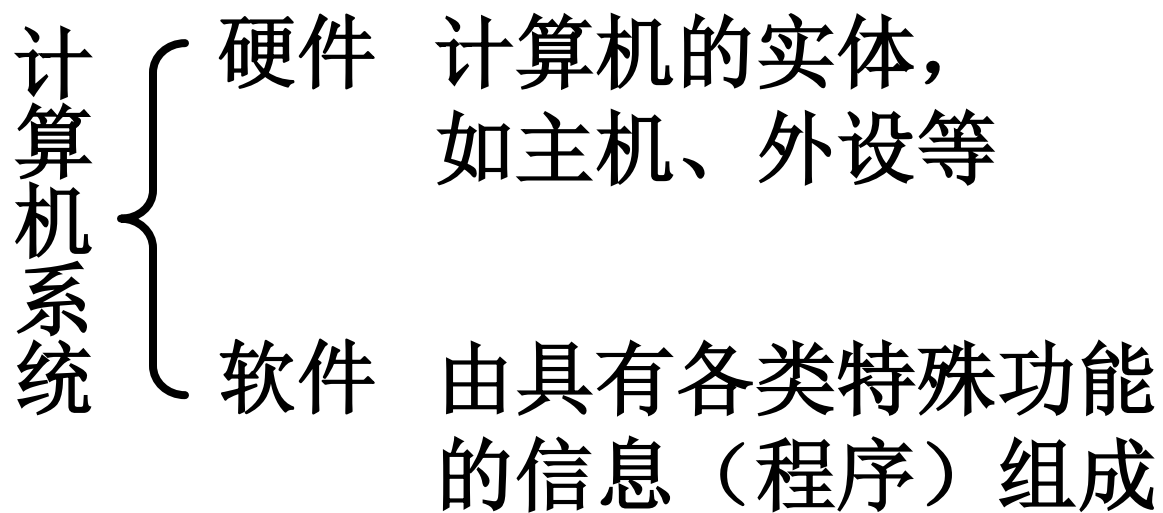 计算机系统
硬件 计算机的实体，
如主机、外设等
软件 由具有各类特殊功能
的信息（程序）组成